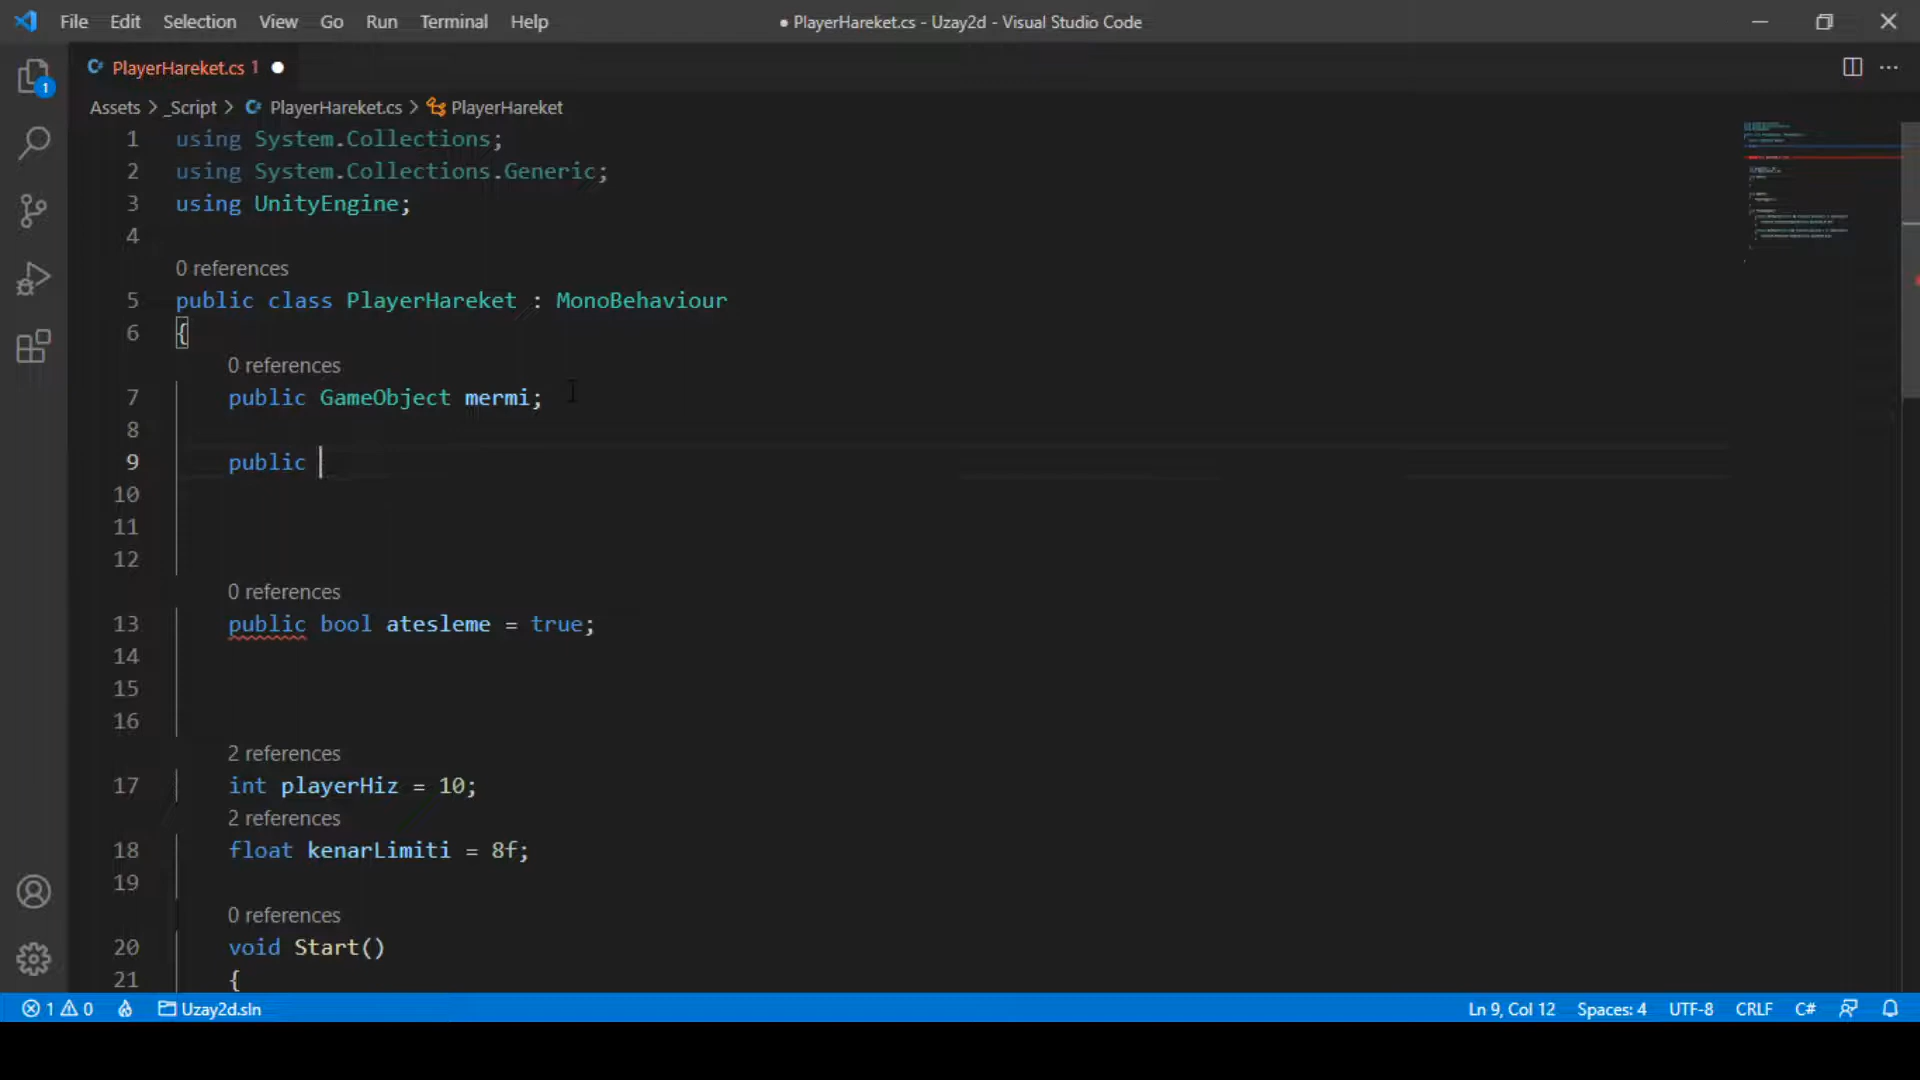 File Edit Selection View Go Run Terminal Help ● PlayerHareket.cs - Uzay2d - Visual Studio Code
PlayerHareket.cs 1 ●
Assets > _Script > PlayerHareket.cs > PlayerHareket
1
1 using System.Collections;
2 using System.Collections.Generic;
3 using UnityEngine;
4
0 references
5 public class PlayerHareket : MonoBehaviour
6 {
0 references
7 public GameObject mermi;
8
9 public
10
11
12
0 references
13 public bool atesleme = true;
14
15
16
2 references
17 int playerHiz = 10;
2 references
18 float kenarLimiti = 8f;
19
0 references
20 void Start()
21 {
1 0 Uzay2d.sln Ln 9, Col 12 Spaces: 4 UTF-8 CRLF C#